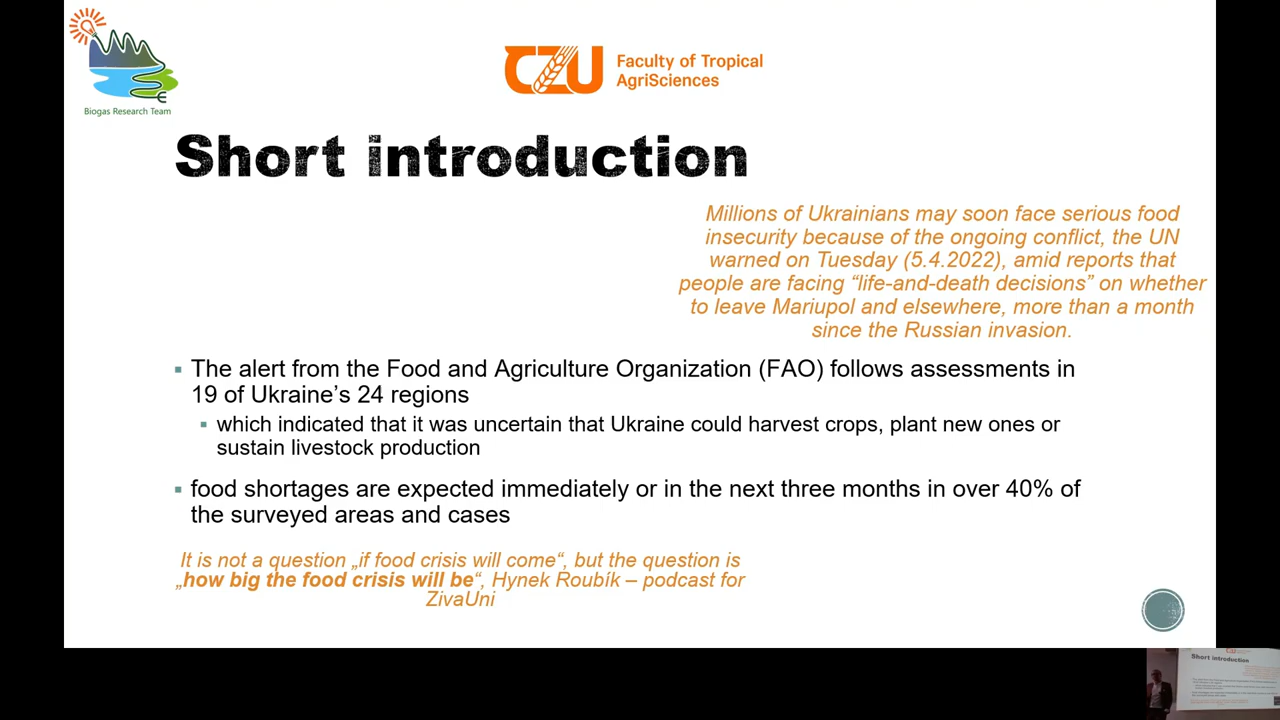 Biogas Research Team
CZU
Faculty of Tropical
AgriSciences
Short introduction
Millions of Ukrainians may soon face serious food
insecurity because of the ongoing conflict, the UN
warned on Tuesday (5.4.2022), amid reports that
people are facing “life-and-death decisions” on whether
to leave Mariupol and elsewhere, more than a month
since the Russian invasion.
▪ The alert from the Food and Agriculture Organization (FAO) follows assessments in
19 of Ukraine’s 24 regions
▪ which indicated that it was uncertain that Ukraine could harvest crops, plant new ones or
sustain livestock production
▪ food shortages are expected immediately or in the next three months in over 40% of
the surveyed areas and cases
It is not a question „if food crisis will come“, but the question is
„how big the food crisis will be“, Hynek Roubík – podcast for
ZivaUni
Short introduction